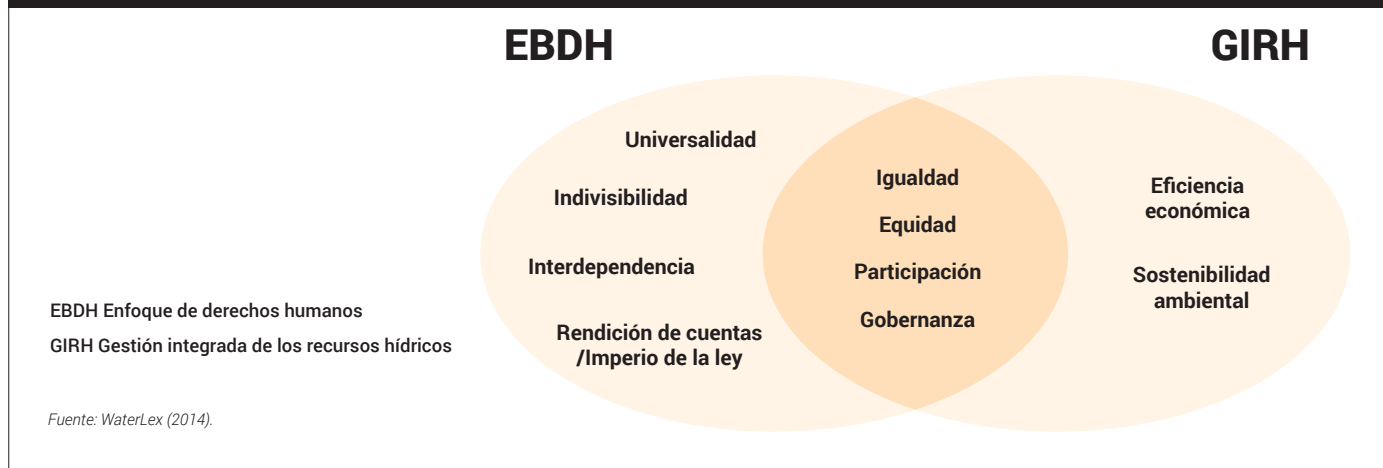 EBDH
GIRH
Universalidad
Indivisibilidad
Interdependencia
Rendición de cuentas
/Imperio de la ley
Igualdad
Equidad
Participación
Gobernanza
Eficiencia
económica
Sostenibilidad
ambiental
EBDH Enfoque de derechos humanos
GIRH Gestión integrada de los recursos hídricos
Fuente: WaterLex (2014).